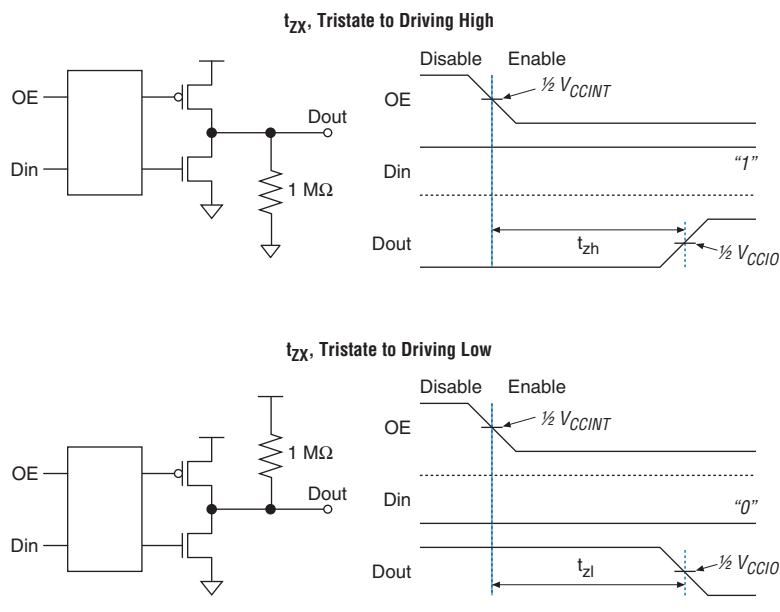 tZX, Tristate to Driving High
Disable Enable
OE
½ VCCINT
OE
Dout
Din
"1"
Din
1 MΩ
Dout
tzh
½ VCCIO
tZX, Tristate to Driving Low
Disable Enable
OE
½ VCCINT
1 MΩ
OE
Dout
Din
"0"
Din
Dout
tzl
½ VCCIO